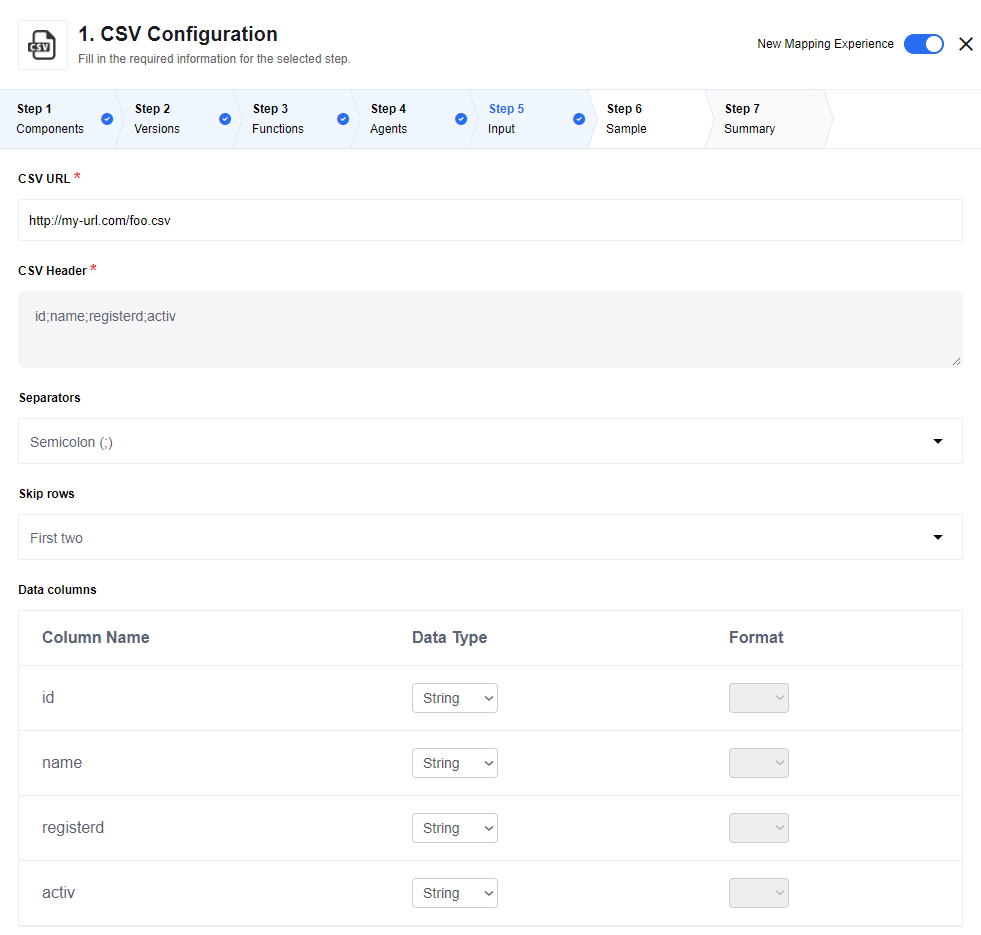 CSV
1. CSV Configuration
Fill in the required information for the selected step.
New Mapping Experience
Step 1
Components
Step 2
Versions
Step 3
Functions
Step 4
Agents
Step 5
Input
Step 6
Sample
Step 7
Summary
CSV URL *
http://my-url.com/foo.csv
CSV Header *
id;name;registerd;activ
Separators
Semicolon (;)
Skip rows
First two
Data columns
Column Name Data Type Format
id String
name String
registerd String
activ String